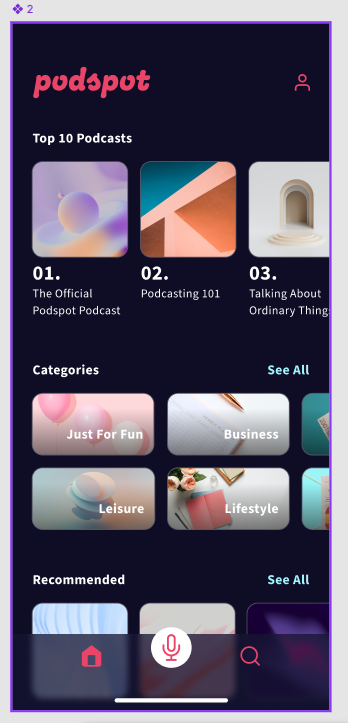 2
podspot
Top 10 Podcasts
01.
The Official
Podspot Podcast
02.
Podcasting 101
03.
Talking About
Ordinary Thing
Categories
See All
Just For Fun
Business
Leisure
Lifestyle
Recommended
See All